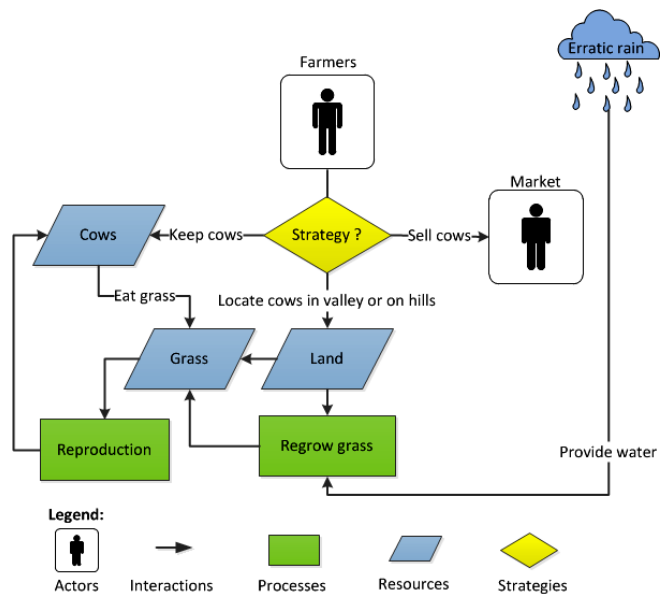 Farmers
Erratic rain
Market
Cows
Keep cows
Strategy ?
Sell cows
Eat grass
Locate cows in valley or on hills
Grass
Land
Reproduction
Regrow grass
Provide water
Legend:
Actors
Interactions
Processes
Resources
Strategies